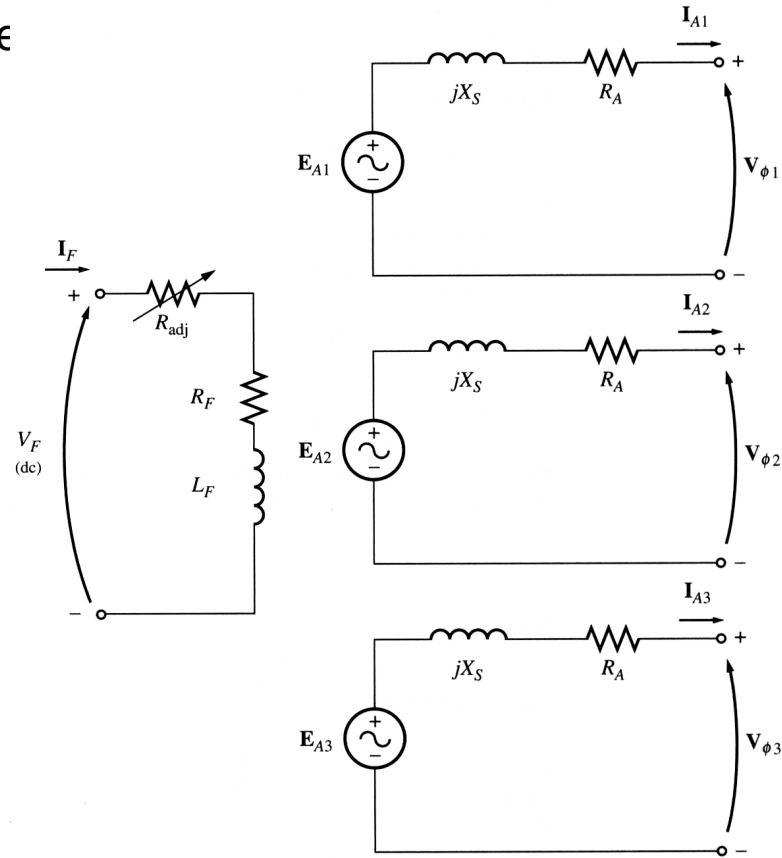 I_A1
+
jX_S
R_A
+
E_A1
−
V_ϕ1
−
I_F
+
R_adj
R_F
V_F
(dc)
L_F
−
I_A2
+
jX_S
R_A
+
E_A2
−
V_ϕ2
−
I_A3
+
jX_S
R_A
+
E_A3
−
V_ϕ3
−